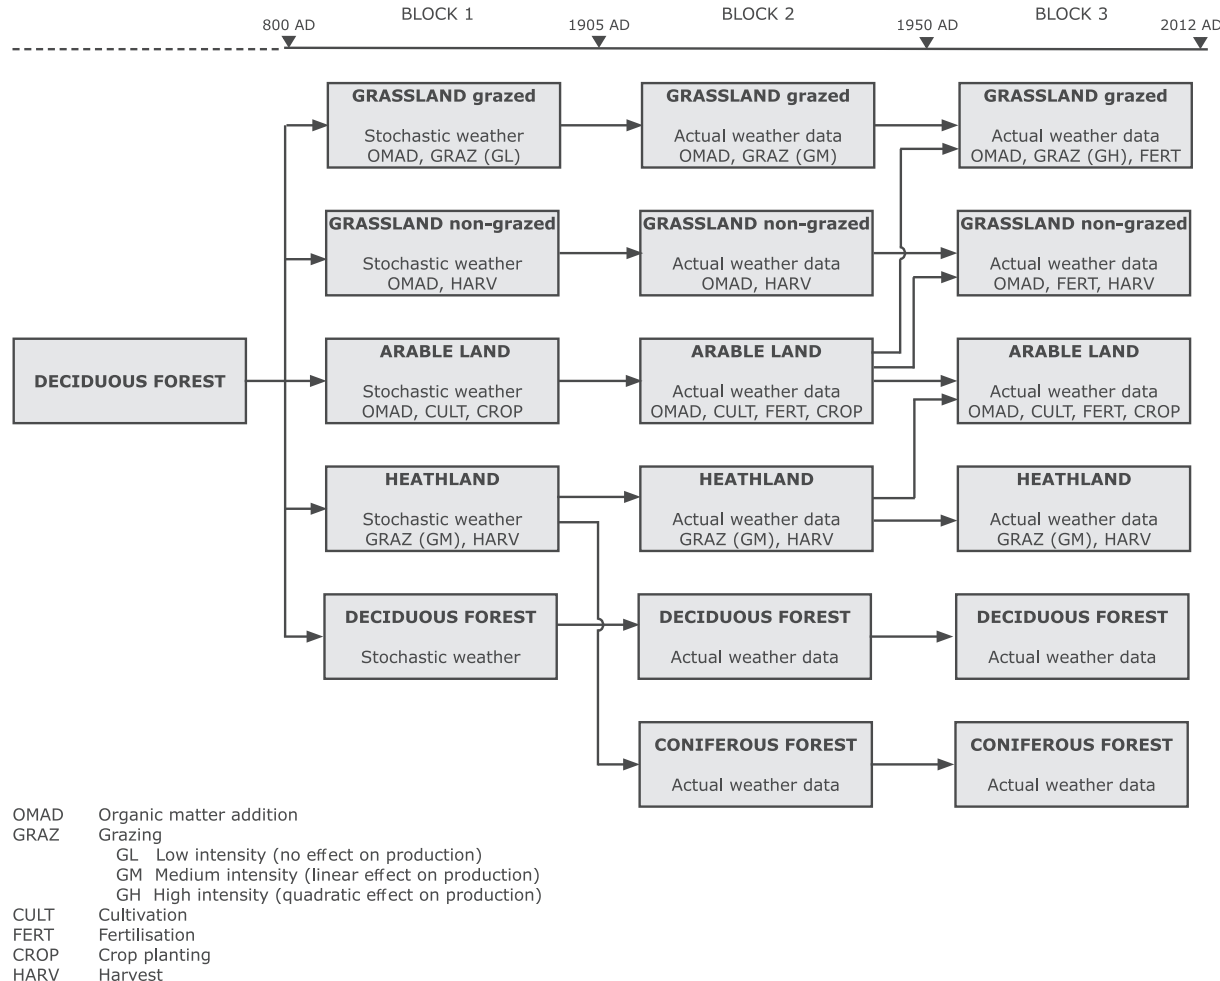 BLOCK 1 BLOCK 2 BLOCK 3
800 AD 1905 AD 1950 AD 2012 AD
GRASSLAND grazed
Stochastic weather
OMAD, GRAZ (GL)
GRASSLAND grazed
Actual weather data
OMAD, GRAZ (GM)
GRASSLAND grazed
Actual weather data
OMAD, GRAZ (GH), FERT
GRASSLAND non-grazed
Stochastic weather
OMAD, HARV
GRASSLAND non-grazed
Actual weather data
OMAD, HARV
GRASSLAND non-grazed
Actual weather data
OMAD, FERT, HARV
DECIDUOUS FOREST
ARABLE LAND
Stochastic weather
OMAD, CULT, CROP
ARABLE LAND
Actual weather data
OMAD, CULT, FERT, CROP
ARABLE LAND
Actual weather data
OMAD, CULT, FERT, CROP
HEATHLAND
Stochastic weather
GRAZ (GM), HARV
HEATHLAND
Actual weather data
GRAZ (GM), HARV
HEATHLAND
Actual weather data
GRAZ (GM), HARV
DECIDUOUS FOREST
Stochastic weather
DECIDUOUS FOREST
Actual weather data
DECIDUOUS FOREST
Actual weather data
CONIFEROUS FOREST
Actual weather data
CONIFEROUS FOREST
Actual weather data
OMAD Organic matter addition
GRAZ Grazing
GL Low intensity (no effect on production)
GM Medium intensity (linear effect on production)
GH High intensity (quadratic effect on production)
CULT Cultivation
FERT Fertilisation
CROP Crop planting
HARV Harvest